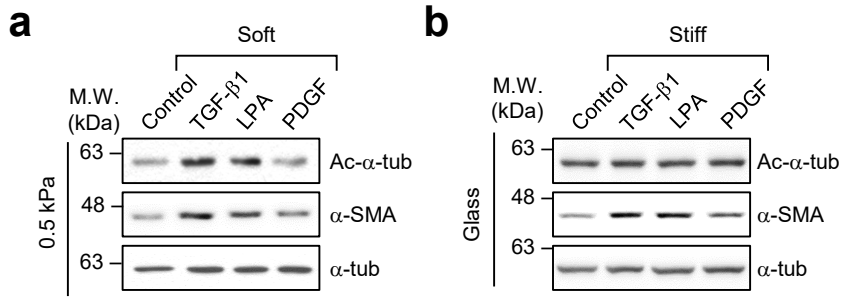 a
Soft
M.W.
(kDa)
Control
TGF-β1
LPA
PDGF
0.5 kPa
63
Ac-α-tub
48
α-SMA
63
α-tub
b
Stiff
M.W.
(kDa)
Control
TGF-β1
LPA
PDGF
Glass
63
Ac-α-tub
48
α-SMA
63
α-tub